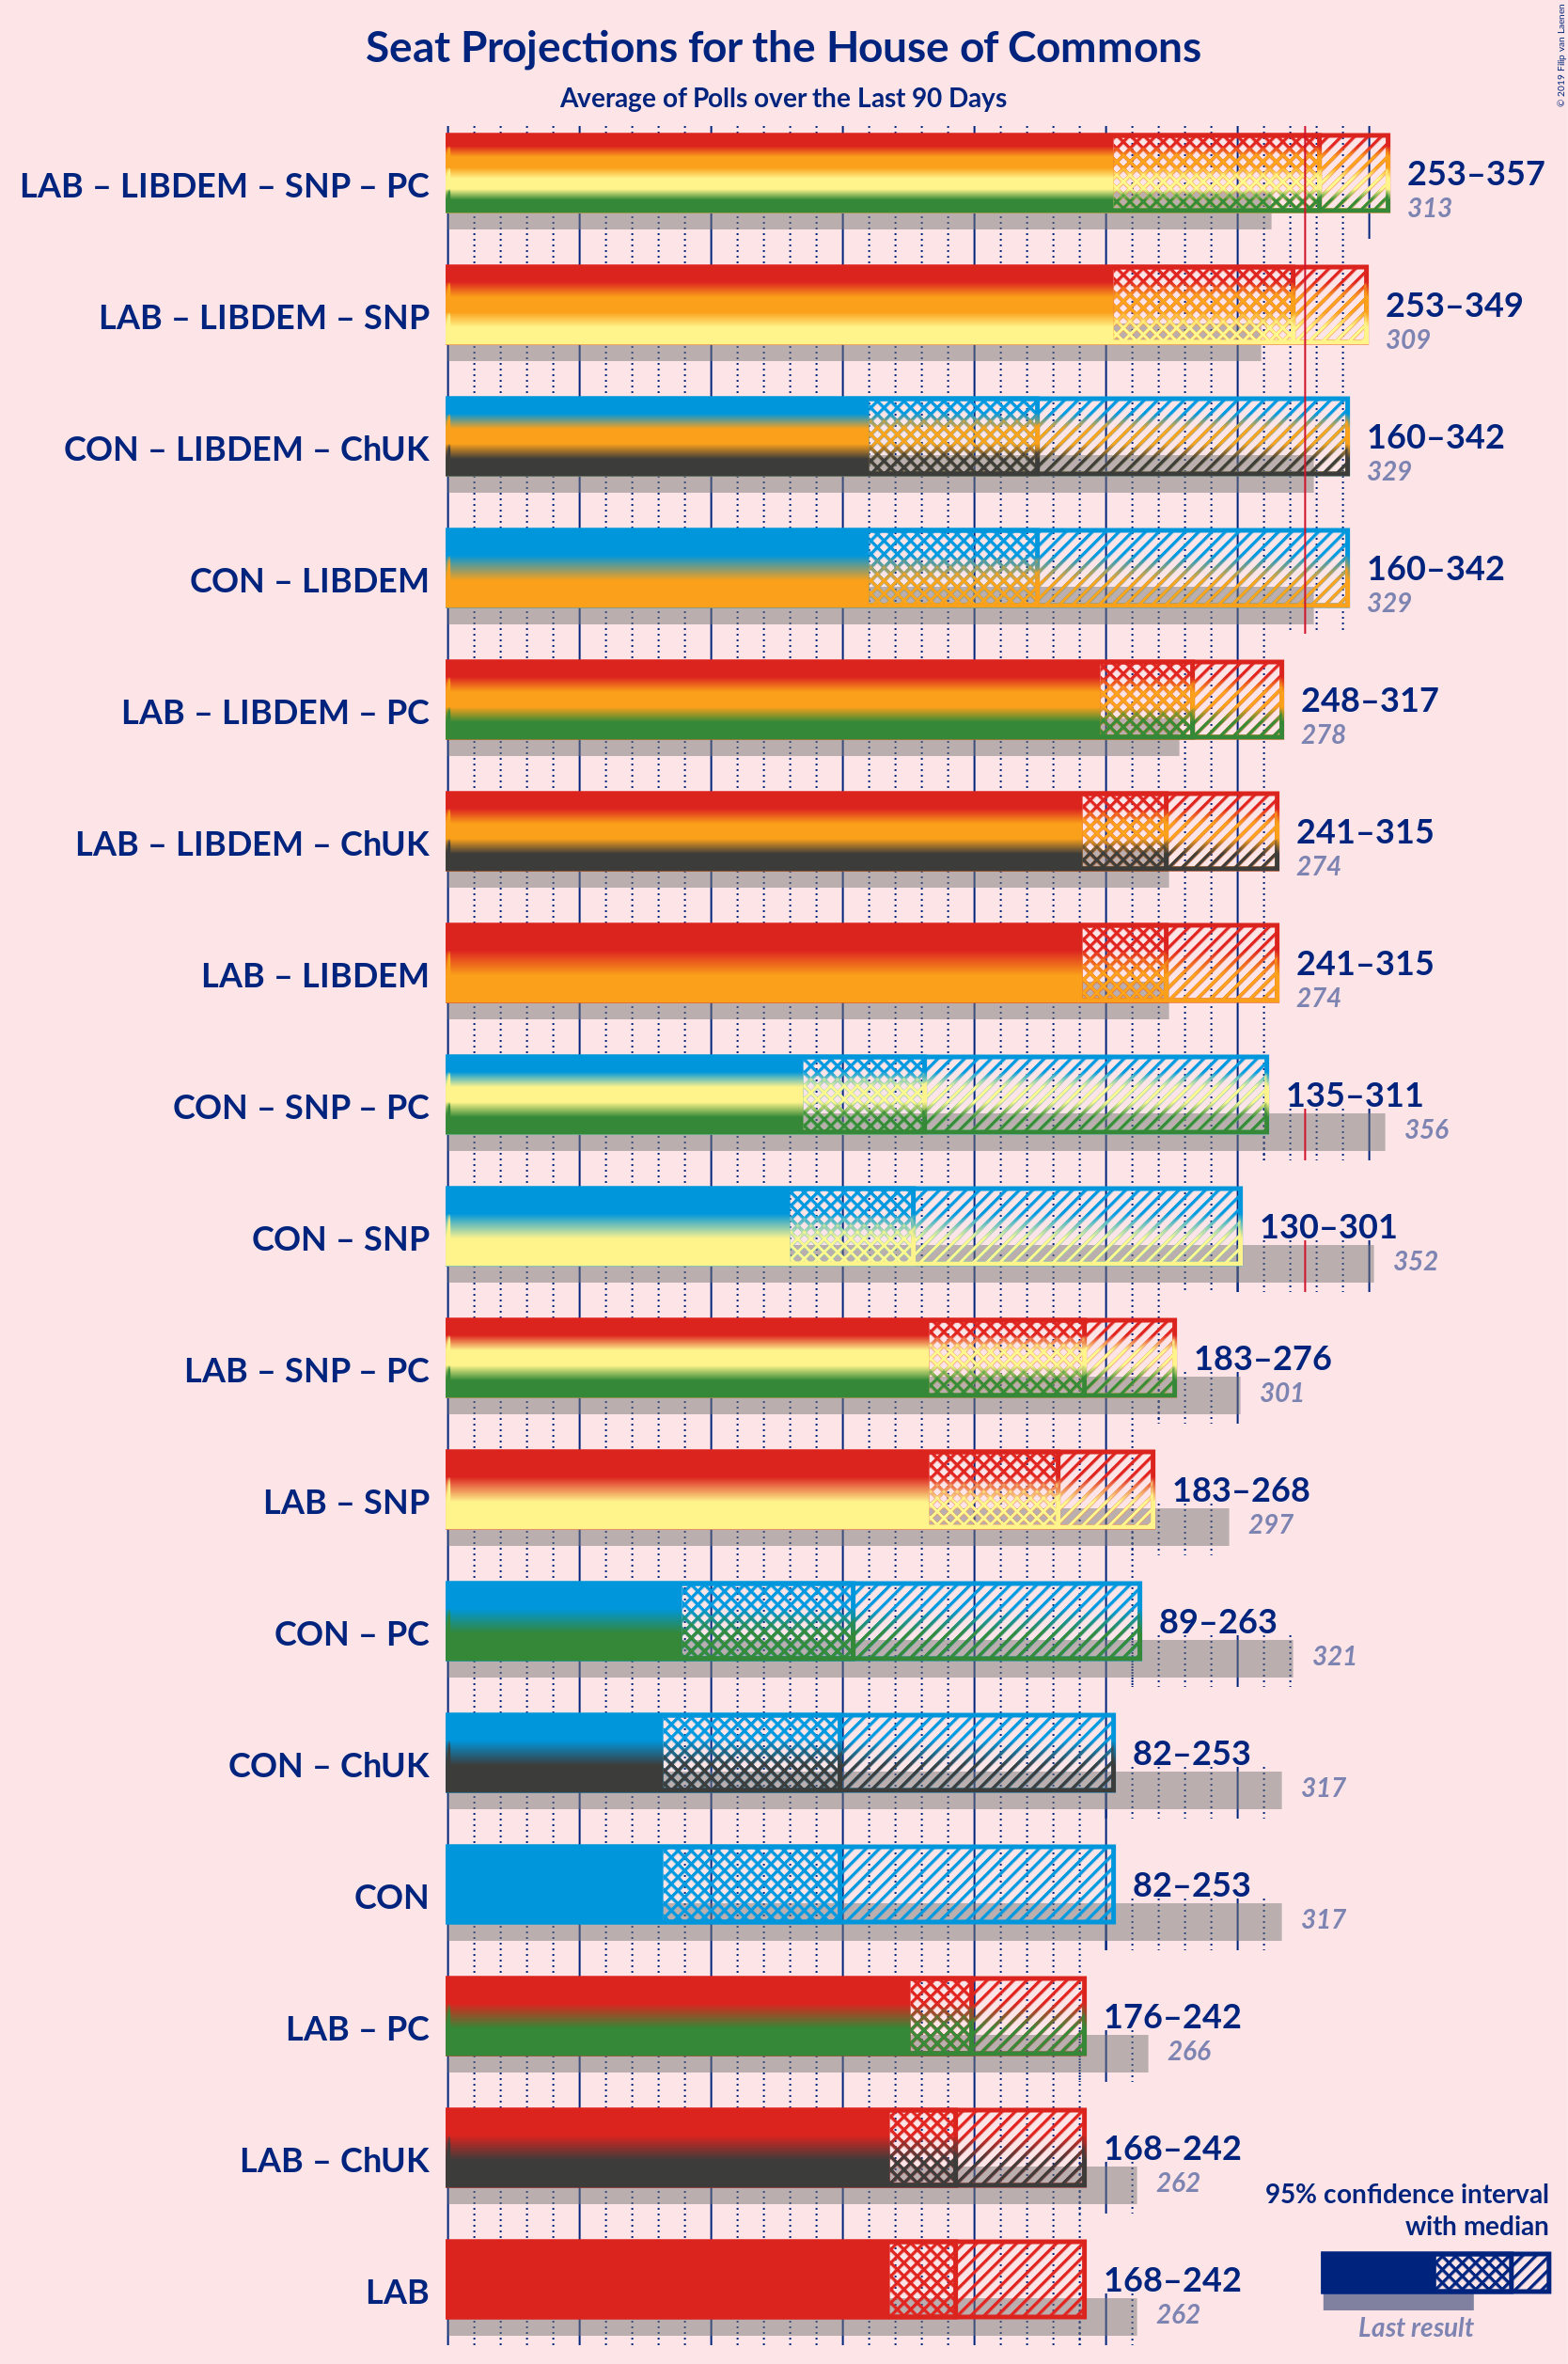 Seat Projections for the House of Commons
Average of Polls over the Last 90 Days
© 2019 Filip van Laenen
LAB – LIBDEM – SNP – PC
253–357
313
LAB – LIBDEM – SNP
253–349
309
CON – LIBDEM – ChUK
160–342
329
CON – LIBDEM
160–342
329
LAB – LIBDEM – PC
248–317
278
LAB – LIBDEM – ChUK
241–315
274
LAB – LIBDEM
241–315
274
CON – SNP – PC
135–311
356
CON – SNP
130–301
352
LAB – SNP – PC
183–276
301
LAB – SNP
183–268
297
CON – PC
89–263
321
CON – ChUK
82–253
317
CON
82–253
317
LAB – PC
176–242
266
LAB – ChUK
168–242
262
LAB
168–242
262
95% confidence interval
with median
Last result